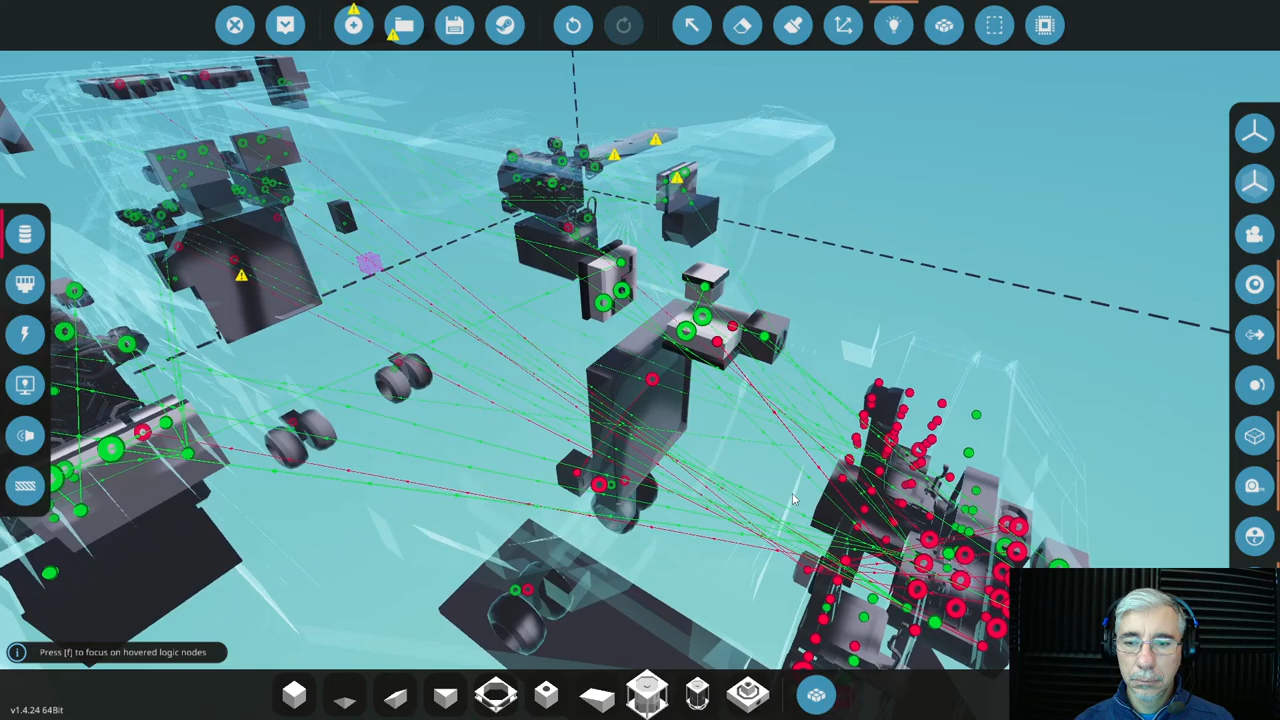 Press [f] to focus on hovered logic nodes
v1.4.24 64Bit